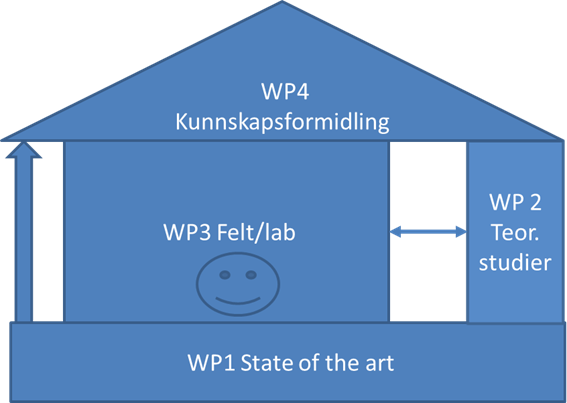 WP4
Kunnskapsformidling
WP3 Felt/lab
WP 2
Teor.
studier
WP1 State of the art